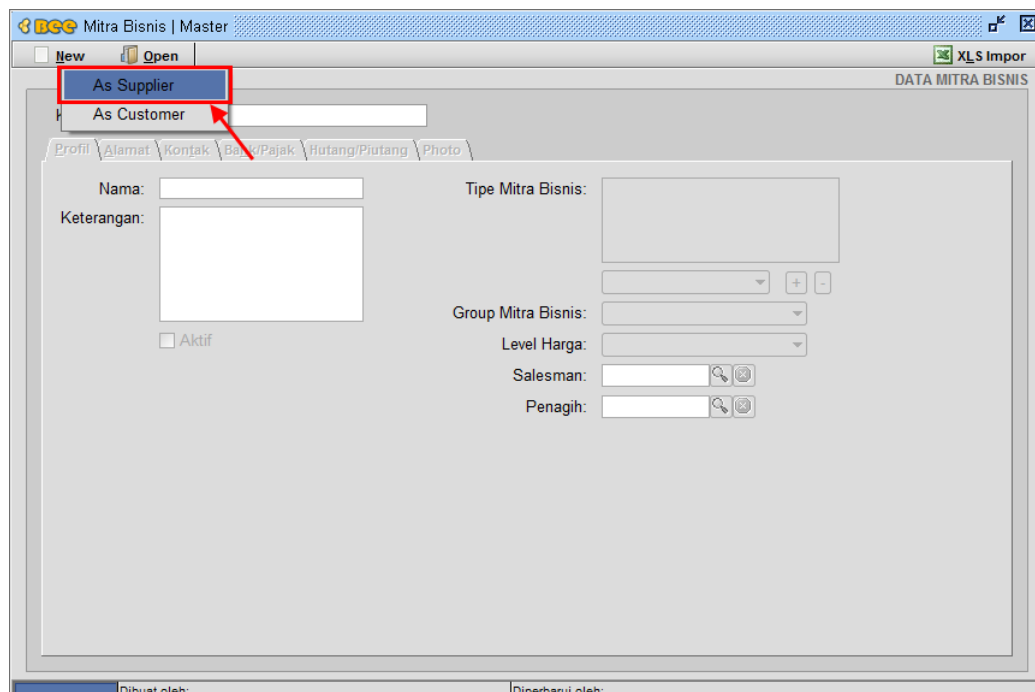 Bee Mitra Bisnis | Master
New Open XLS Impor
As Supplier
DATA MITRA BISNIS
As Customer
Profil Alamat Kontak Bank/Pajak Hutang/Piutang Photo
Nama:
Tipe Mitra Bisnis:
Keterangan:
+ -
Group Mitra Bisnis:
Aktif
Level Harga:
Salesman:
Penagih:
Dibuat oleh: Diperbarui oleh: